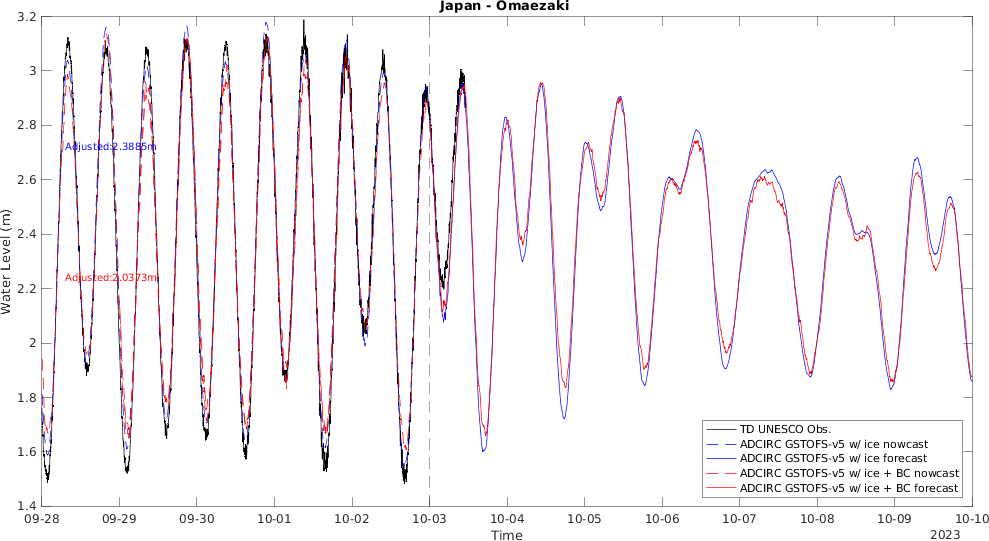 Japan - Omaezaki
3.2
3
2.8
2.6
2.4
2.2
2
1.8
1.6
1.4
Water Level (m)
Adjusted:2.3885m
Adjusted:2.0373m
TD UNESCO Obs.
ADCIRC GSTOFS-v5 w/ ice nowcast
ADCIRC GSTOFS-v5 w/ ice forecast
ADCIRC GSTOFS-v5 w/ ice + BC nowcast
ADCIRC GSTOFS-v5 w/ ice + BC forecast
09-28 09-29 09-30 10-01 10-02 10-03 10-04 10-05 10-06 10-07 10-08 10-09 10-10
Time
2023